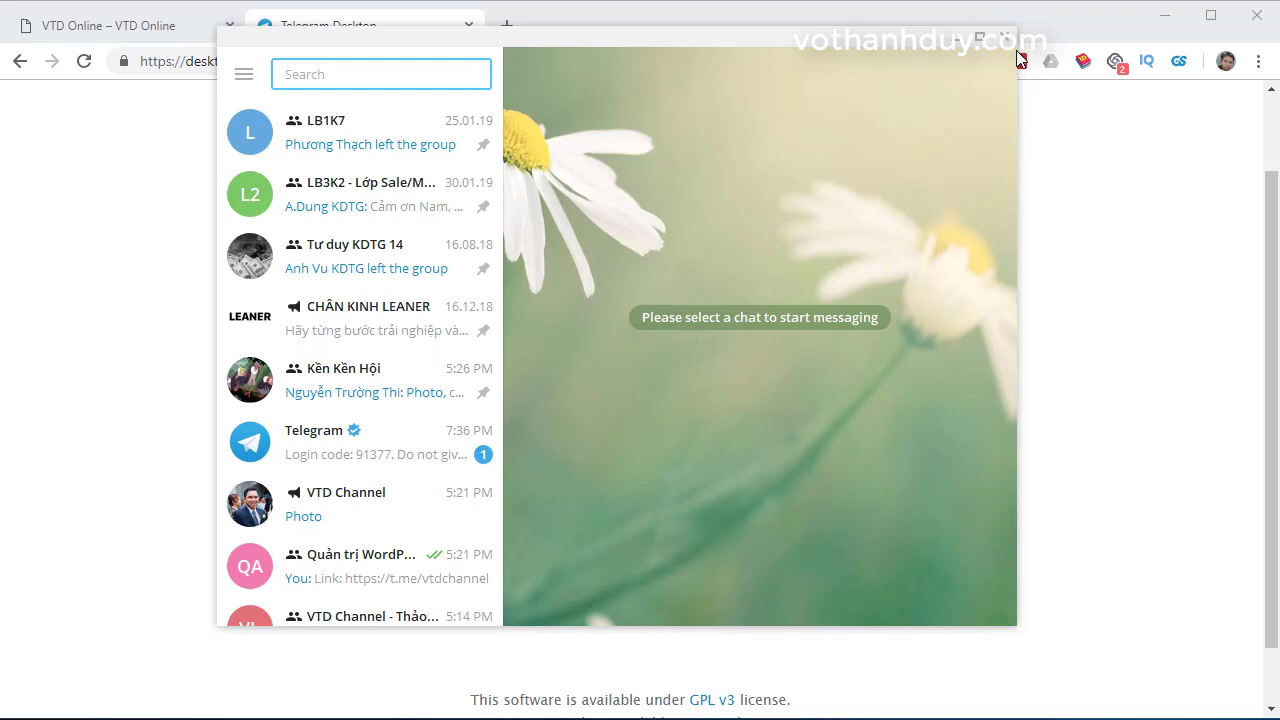 VTD Online – VTD Online
Telegram Desktop
vothanhduy.com
https://deskt
2
IQ
GS
Search
L
LB1K7
25.01.19
Phương Thạch left the group
L2
LB3K2 - Lớp Sale/M...
30.01.19
A.Dung KDTG: Cảm ơn Nam, ...
Tư duy KDTG 14
16.08.18
Anh Vu KDTG left the group
LEANER
CHÂN KINH LEANER
16.12.18
Hãy từng bước trải nghiệp và...
Kền Kền Hội
5:26 PM
Nguyễn Trường Thi: Photo, c...
Telegram
7:36 PM
Login code: 91377. Do not giv...
1
VTD Channel
5:21 PM
Photo
QA
Quản trị WordP...
5:21 PM
You: Link: https://t.me/vtdchannel
VTD Channel - Thảo...
5:14 PM
Please select a chat to start messaging
This software is available under GPL v3 license.